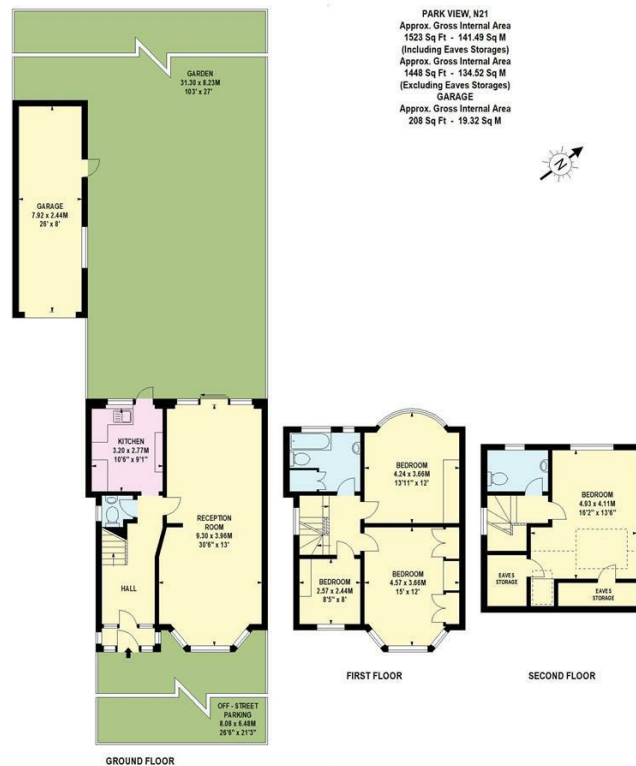 PARK VIEW, N21
Approx. Gross Internal Area
1523 Sq Ft - 141.49 Sq M
(Including Eaves Storages)
Approx. Gross Internal Area
1448 Sq Ft - 134.52 Sq M
(Excluding Eaves Storages)
GARAGE
Approx. Gross Internal Area
208 Sq Ft - 19.32 Sq M
N
GARDEN
31.30 x 8.23M
103' x 27'
GARAGE
7.92 x 2.44M
26' x 8'
KITCHEN
3.20 x 2.77M
10'6" x 9'1"
RECEPTION
ROOM
9.30 x 3.96M
30'6" x 13'
HALL
OFF - STREET
PARKING
8.08 x 6.48M
26'6" x 21'3"
GROUND FLOOR
BEDROOM
4.24 x 3.66M
13'11" x 12'
BEDROOM
2.57 x 2.44M
8'5" x 8'
BEDROOM
4.57 x 3.66M
15' x 12'
FIRST FLOOR
BEDROOM
4.93 x 4.11M
16'2" x 13'6"
EAVES
STORAGE
EAVES
STORAGE
SECOND FLOOR